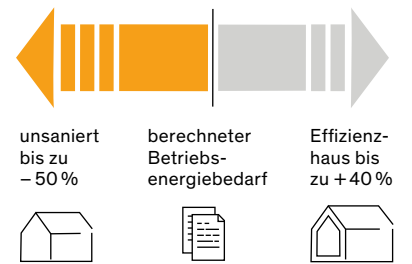 unsaniert
bis zu
– 50 %
berechneter
Betriebs-
energiebedarf
Effizienz-
haus bis
zu + 40 %